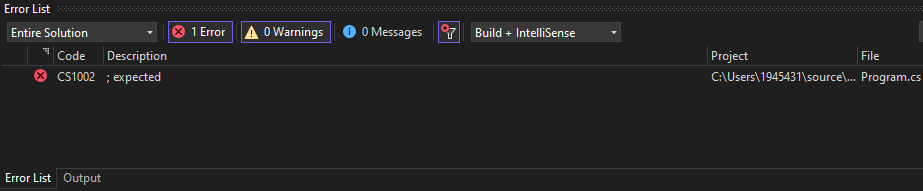 Error List
Entire Solution 1 Error 0 Warnings 0 Messages Build + IntelliSense
Code Description Project File
CS1002 ; expected C:\Users\1945431\source\... Program.cs
Error List Output